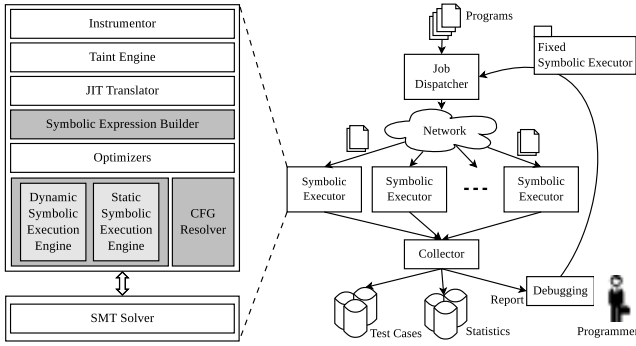 Instrumentor
Taint Engine
JIT Translator
Symbolic Expression Builder
Optimizers
Dynamic
Symbolic
Execution
Engine
Static
Symbolic
Execution
Engine
CFG
Resolver
SMT Solver
Programs
Job
Dispatcher
Fixed
Symbolic Executor
Network
Symbolic
Executor
Symbolic
Executor
Symbolic
Executor
Collector
Test Cases
Statistics
Report
Debugging
Programmer